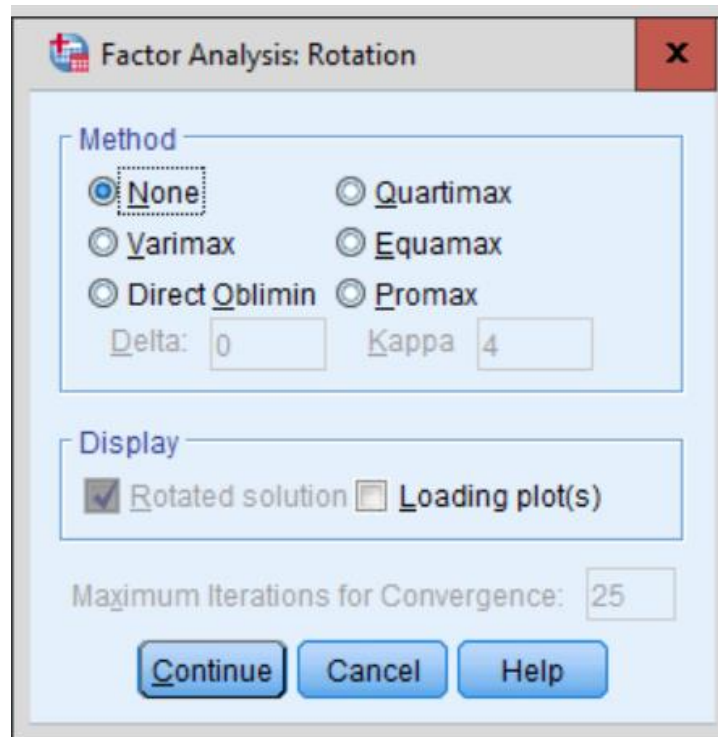 Factor Analysis: Rotation x
Method
None Quartimax
Varimax Equamax
Direct Oblimin Promax
Delta: 0 Kappa 4
Display
Rotated solution Loading plot(s)
Maximum Iterations for Convergence: 25
Continue Cancel Help